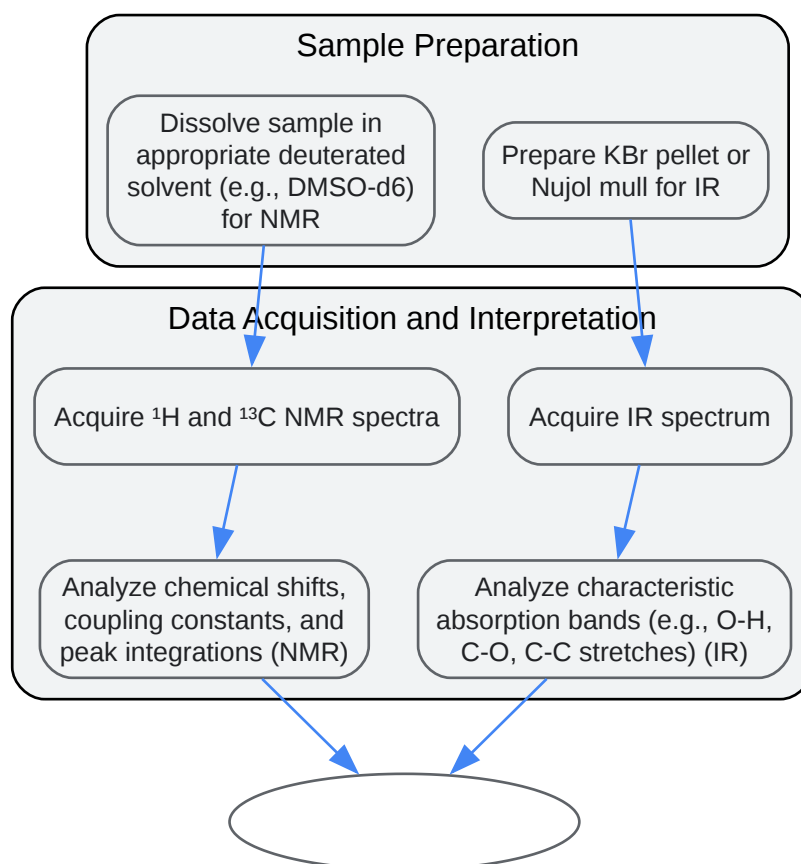 Sample Preparation
Dissolve sample in
appropriate deuterated
solvent (e.g., DMSO-d6)
for NMR
Prepare KBr pellet or
Nujol mull for IR
Data Acquisition and Interpretation
Acquire ¹H and ¹³C NMR spectra
Acquire IR spectrum
Analyze chemical shifts,
coupling constants, and
peak integrations (NMR)
Analyze characteristic
absorption bands (e.g., O-H,
C-O, C-C stretches) (IR)